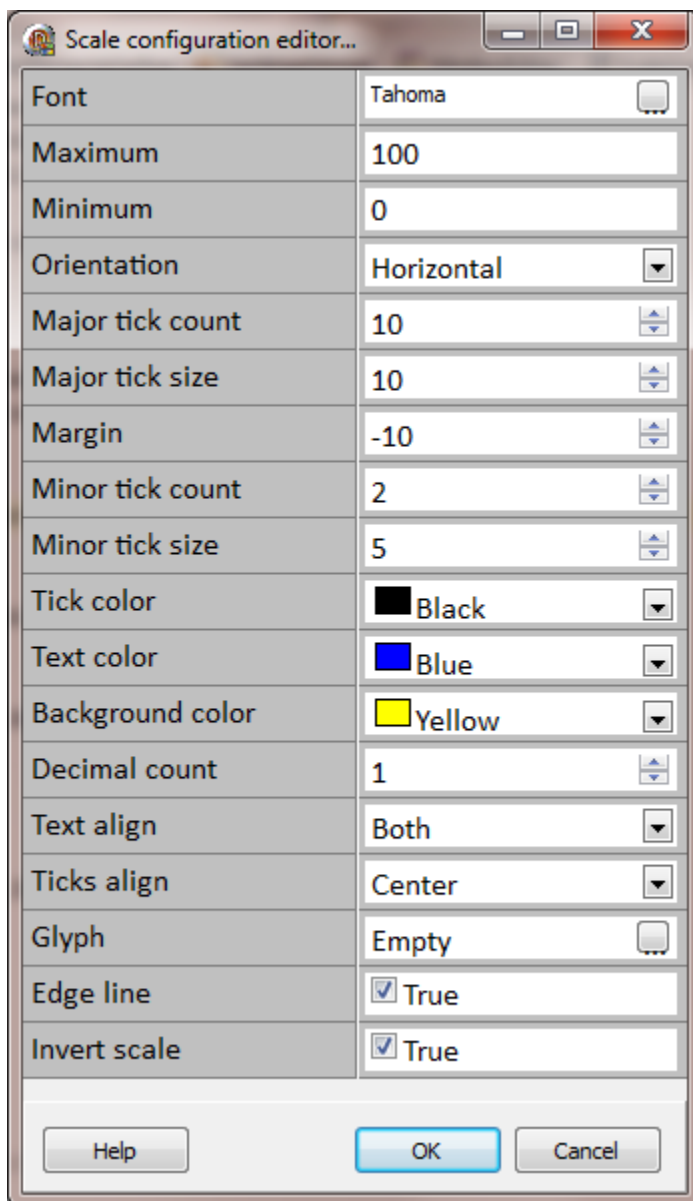 Scale configuration editor...
Font Tahoma
Maximum 100
Minimum 0
Orientation Horizontal
Major tick count 10
Major tick size 10
Margin -10
Minor tick count 2
Minor tick size 5
Tick color Black
Text color Blue
Background color Yellow
Decimal count 1
Text align Both
Ticks align Center
Glyph Empty
Edge line True
Invert scale True
Help OK Cancel